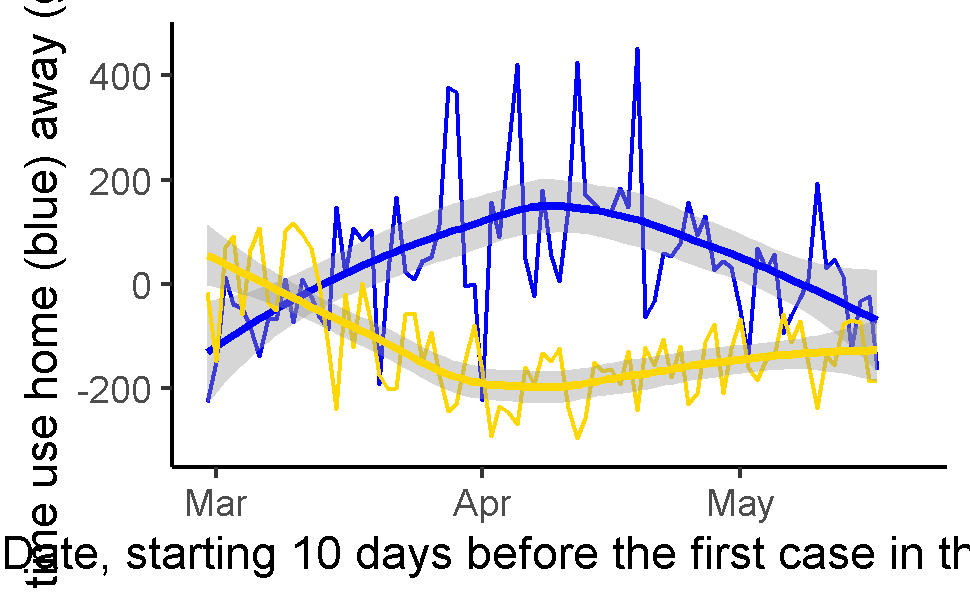 time use home (blue) away (
400
200
0
-200
Mar Apr May
Date, starting 10 days before the first case in th